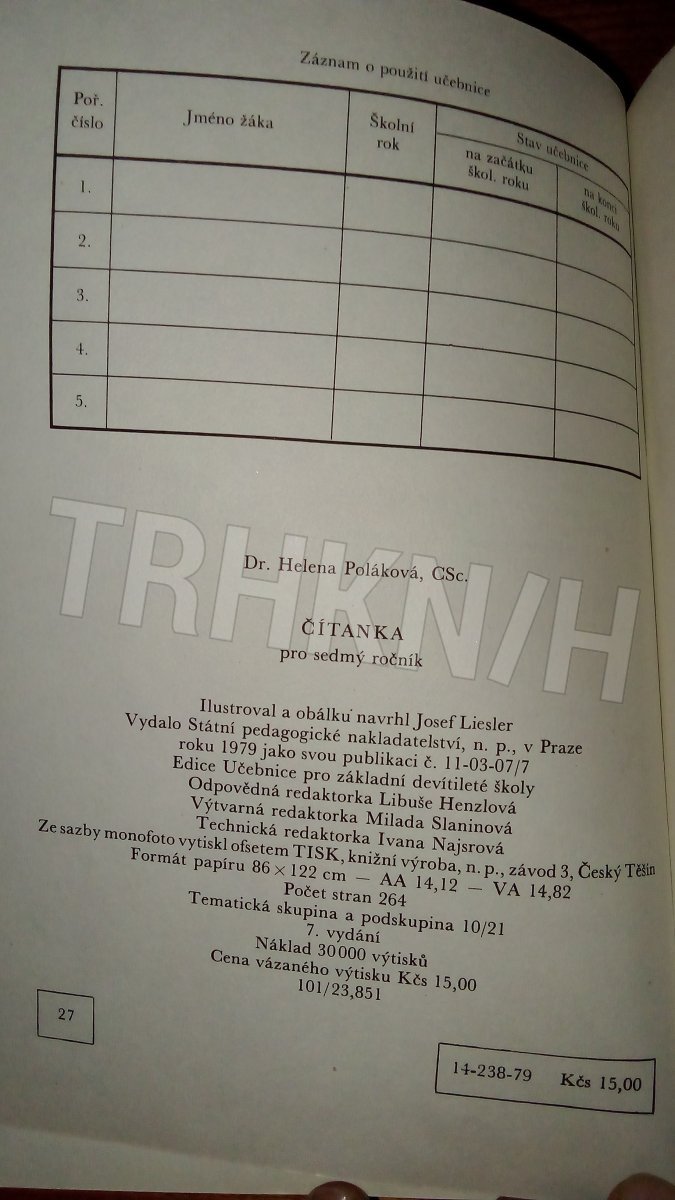 Záznam o použití učebnice
Poř. číslo
Jméno žáka
Školní rok
Stav učebnice
na začátku škol. roku
na konci škol. roku
1.
2.
3.
4.
5.
TRHKN/H
Dr. Helena Poláková, CSc.
ČÍTANKA
pro sedmý ročník
Ilustroval a obálku navrhl Josef Liesler
Vydalo Státní pedagogické nakladatelství, n. p., v Praze
roku 1979 jako svou publikaci č. 11-03-07/7
Edice Učebnice pro základní devítileté školy
Odpovědná redaktorka Libuše Henzlová
Výtvarná redaktorka Milada Slaninová
Technická redaktorka Ivana Najsrová
Ze sazby monofoto vytiskl ofsetem TISK, knižní výroba, n. p., závod 3, Český Těšín
Formát papíru 86 × 122 cm — AA 14,12 — VA 14,82
Počet stran 264
Tematická skupina a podskupina 10/21
7. vydání
Náklad 30 000 výtisků
Cena vázaného výtisku Kčs 15,00
101/23,851
27
14-238-79 Kčs 15,00